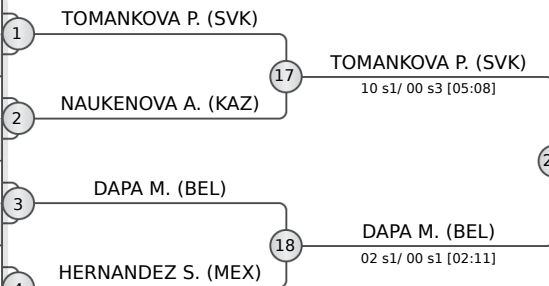 TOMANKOVA P. (SVK)
1
17
TOMANKOVA P. (SVK)
10 s1/ 00 s3 [05:08]
NAUKENOVA A. (KAZ)
2
DAPA M. (BEL)
3
18
DAPA M. (BEL)
02 s1/ 00 s1 [02:11]
HERNANDEZ S. (MEX)